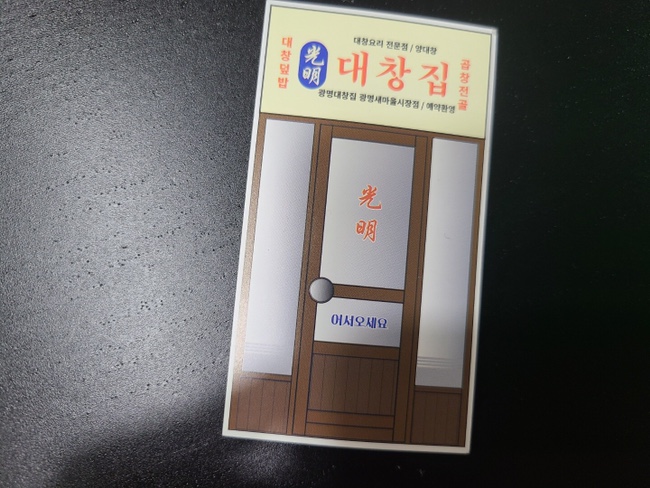 대창요리 전문점 / 양대창
대창덮밥
光明
대창집
곱창전골
광명대창집 광명새마을시장점 / 예약환영
光明
어서오세요